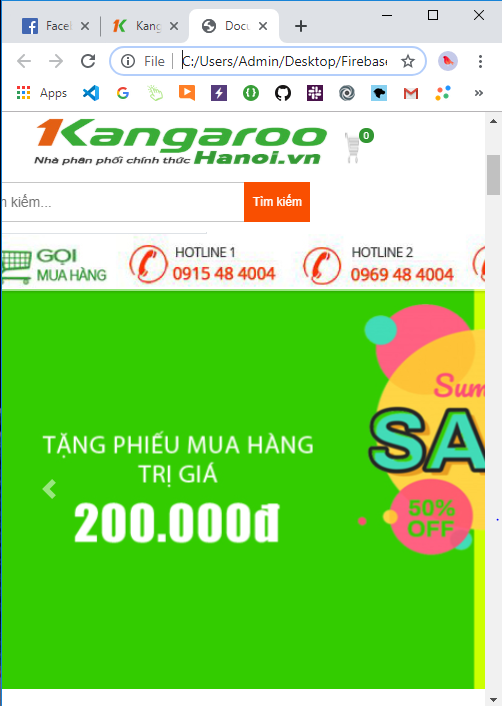 Facel
Kang
Docu
File
C:/Users/Admin/Desktop/Firebase
Apps
1Kangaroo
Nhà phân phối chính thức Hanoi.vn
0
m kiếm...
Tìm kiếm
GỌI
MUA HÀNG
HOTLINE 1
0915 48 4004
HOTLINE 2
0969 48 4004
TẶNG PHIẾU MUA HÀNG
TRỊ GIÁ
200.000đ
Sum
SA
50%
OFF